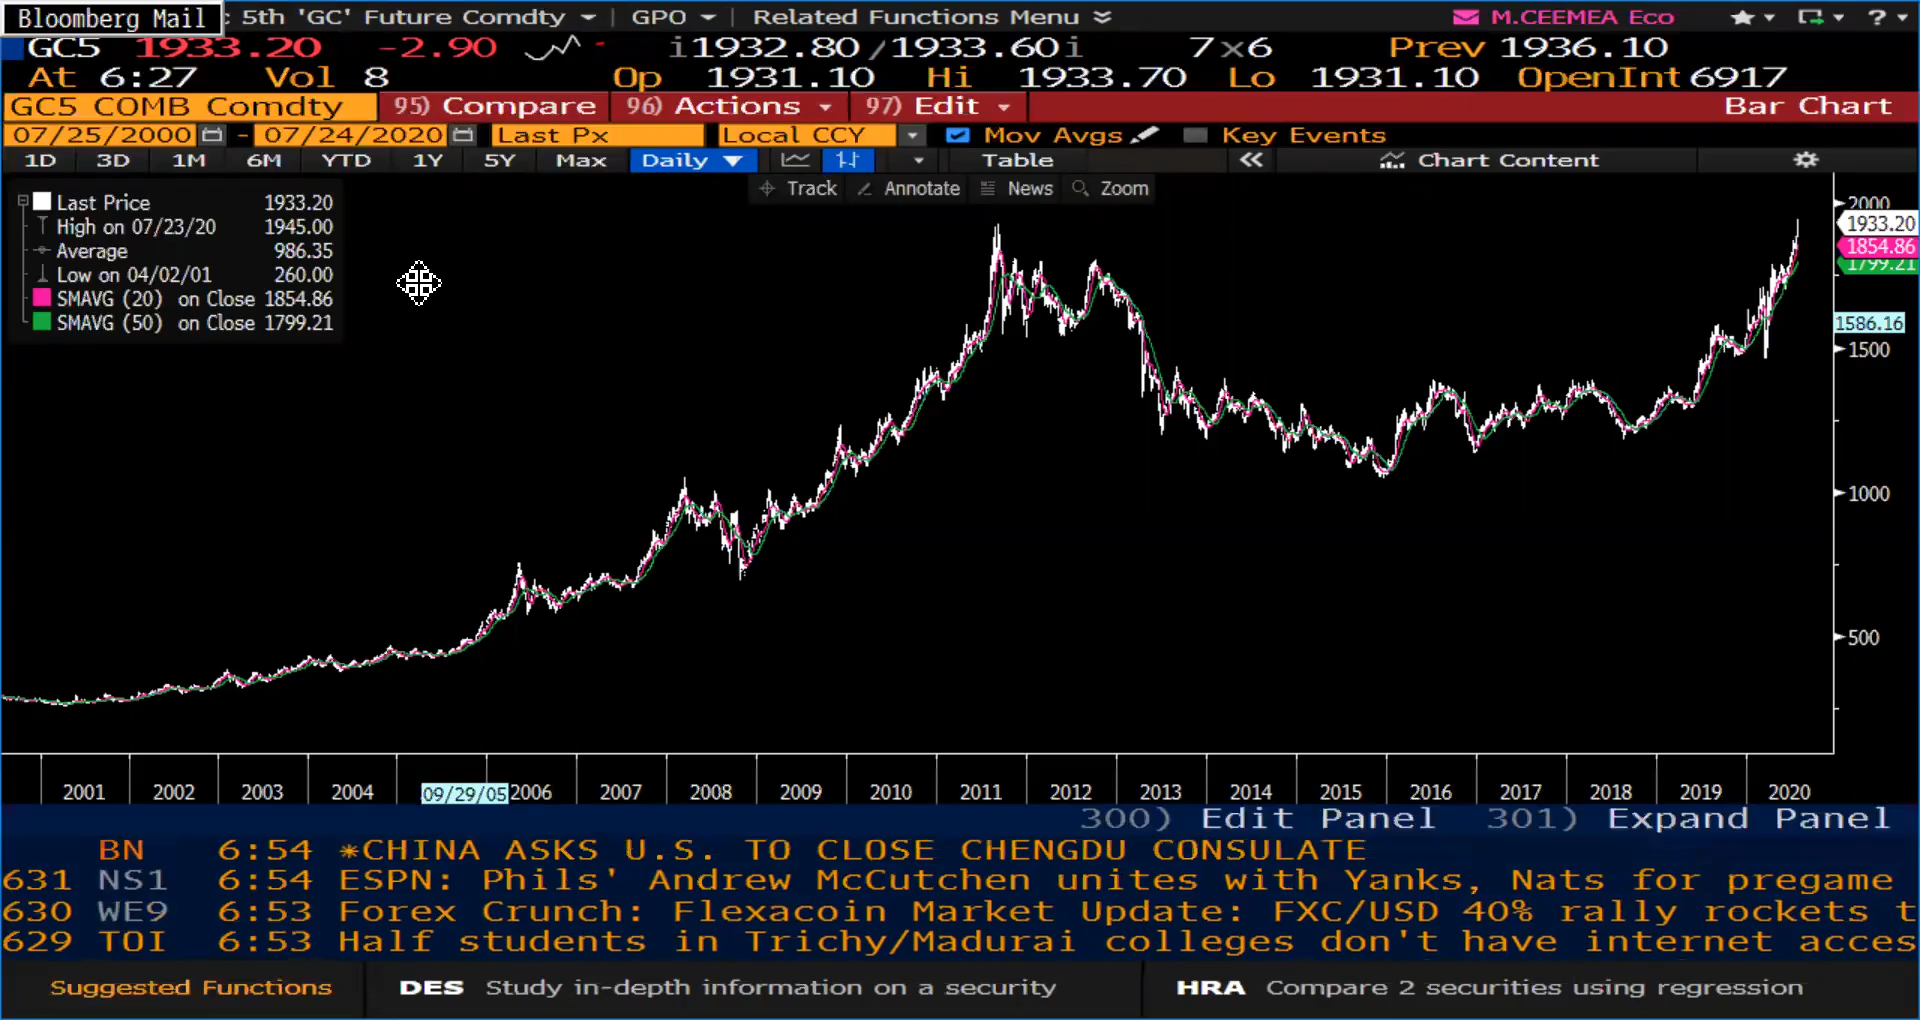 Bloomberg Mail : 5th 'GC' Future Comdty GPO Related Functions Menu M.CEEMEA Eco ?
GC5 1933.20 -2.90 i1932.80/1933.60i 7x6 Prev 1936.10
At 6:27 Vol 8 Op 1931.10 Hi 1933.70 Lo 1931.10 OpenInt 6917
GC5 COMB Comdty 95) Compare 96) Actions 97) Edit Bar Chart
07/25/2000 - 07/24/2020 Last Px Local CCY Mov Avgs Key Events
1D 3D 1M 6M YTD 1Y 5Y Max Daily Table Chart Content
Track Annotate News Zoom
Last Price 1933.20
High on 07/23/20 1945.00
Average 986.35
Low on 04/02/01 260.00
SMAVG (20) on Close 1854.86
SMAVG (50) on Close 1799.21
2000
1933.20
1854.86
1799.21
1586.16
1500
1000
500
2001 2002 2003 2004 09/29/05 2006 2007 2008 2009 2010 2011 2012 2013 2014 2015 2016 2017 2018 2019 2020
300) Edit Panel 301) Expand Panel
BN 6:54 *CHINA ASKS U.S. TO CLOSE CHENGDU CONSULATE
631 NS1 6:54 ESPN: Phils' Andrew McCutchen unites with Yanks, Nats for pregame
630 WE9 6:53 Forex Crunch: Flexacoin Market Update: FXC/USD 40% rally rockets t
629 TOI 6:53 Half students in Trichy/Madurai colleges don't have internet acces
Suggested Functions DES Study in-depth information on a security HRA Compare 2 securities using regression